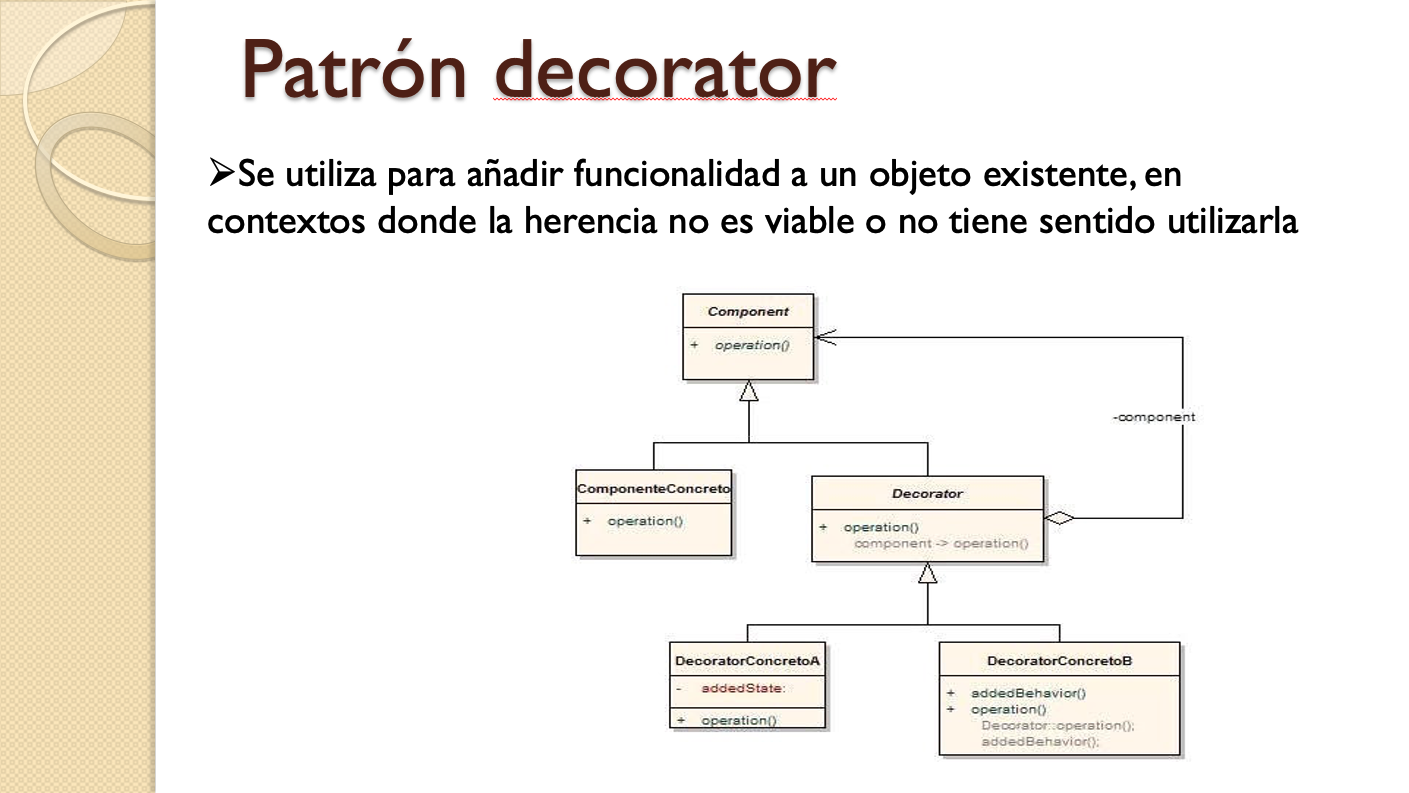 Patrón decorator
➢Se utiliza para añadir funcionalidad a un objeto existente, en
contextos donde la herencia no es viable o no tiene sentido utilizarla
Component
+ operation()
-component
ComponenteConcreto
+ operation()
Decorator
+ operation()
component -> operation()
DecoratorConcretoA
- addedState:
+ operation()
DecoratorConcretoB
+ addedBehavior()
+ operation()
Decorator::operation();
addedBehavior();